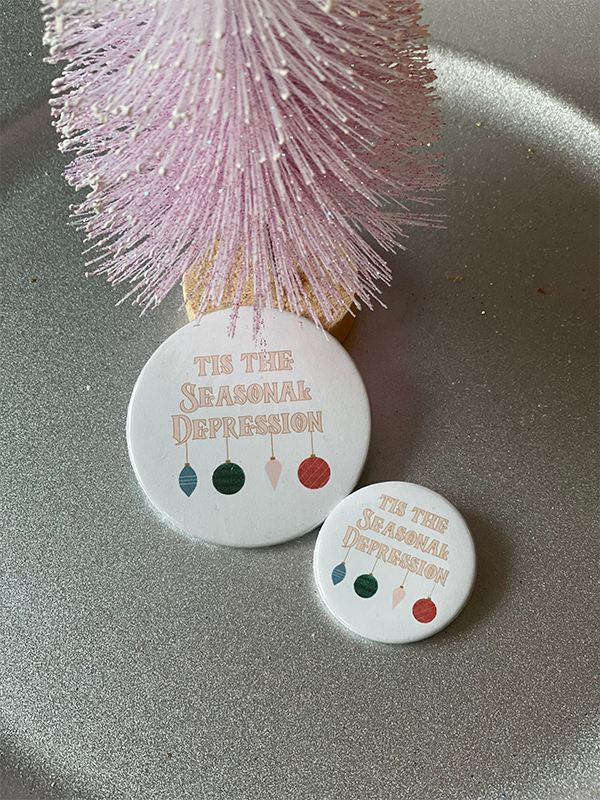 TIS THE
SEASONAL
DEPRESSION
TIS THE
SEASONAL
DEPRESSION